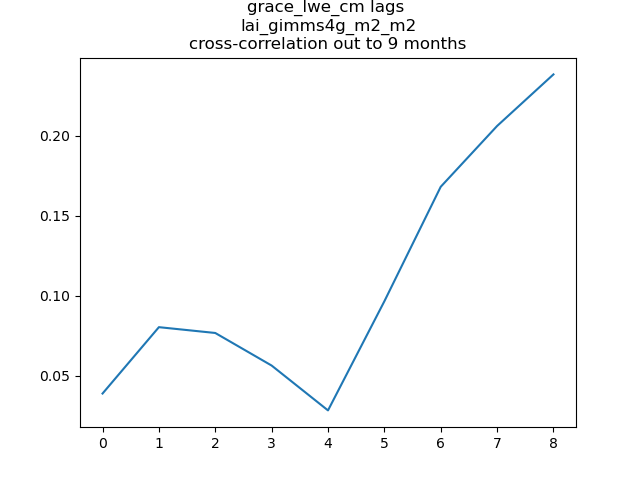 grace_lwe_cm lags
lai_gimms4g_m2_m2
cross-correlation out to 9 months
0.20
0.15
0.10
0.05
0 1 2 3 4 5 6 7 8